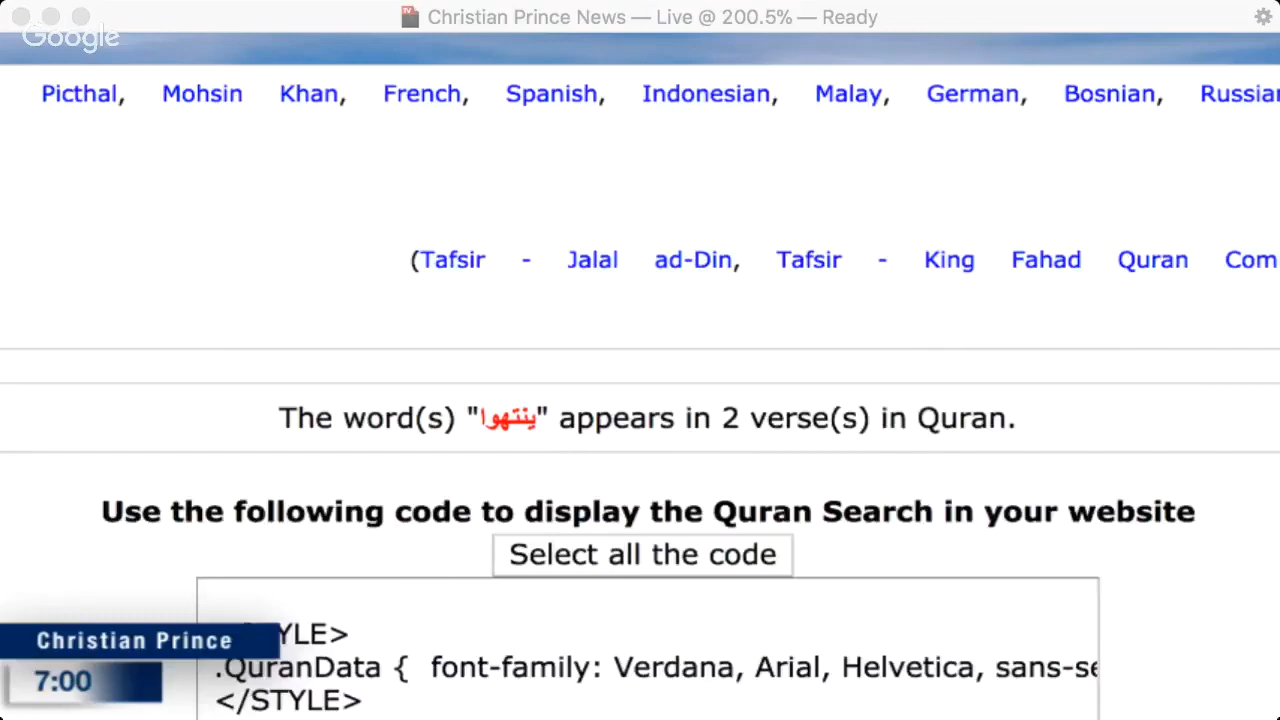 Christian Prince News — Live @ 200.5% — Ready
Google
Picthal, Mohsin Khan, French, Spanish, Indonesian, Malay, German, Bosnian, Russian
(Tafsir - Jalal ad-Din, Tafsir - King Fahad Quran Com
The word(s) "ينتهوا" appears in 2 verse(s) in Quran.
Use the following code to display the Quran Search in your website
Select all the code
YLE>
.QuranData { font-family: Verdana, Arial, Helvetica, sans-se
</STYLE>
Christian Prince
7:00